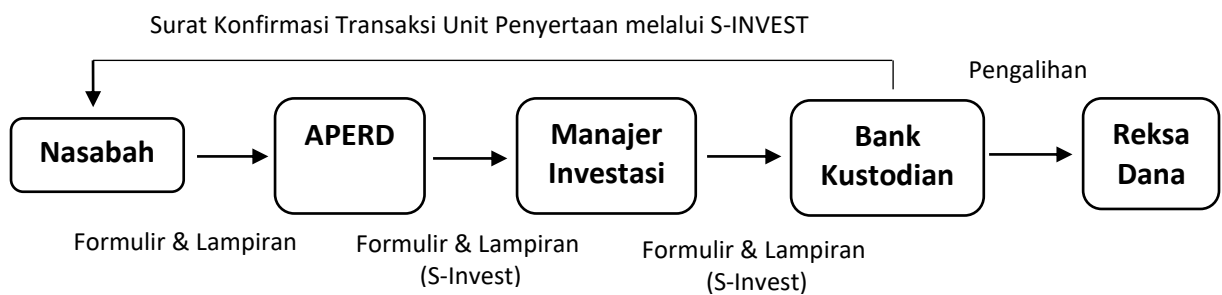 Surat Konfirmasi Transaksi Unit Penyertaan melalui S-INVEST
Pengalihan
Nasabah
APERD
Manajer
Investasi
Bank
Kustodian
Reksa
Dana
Formulir & Lampiran
Formulir & Lampiran
(S-Invest)
Formulir & Lampiran
(S-Invest)